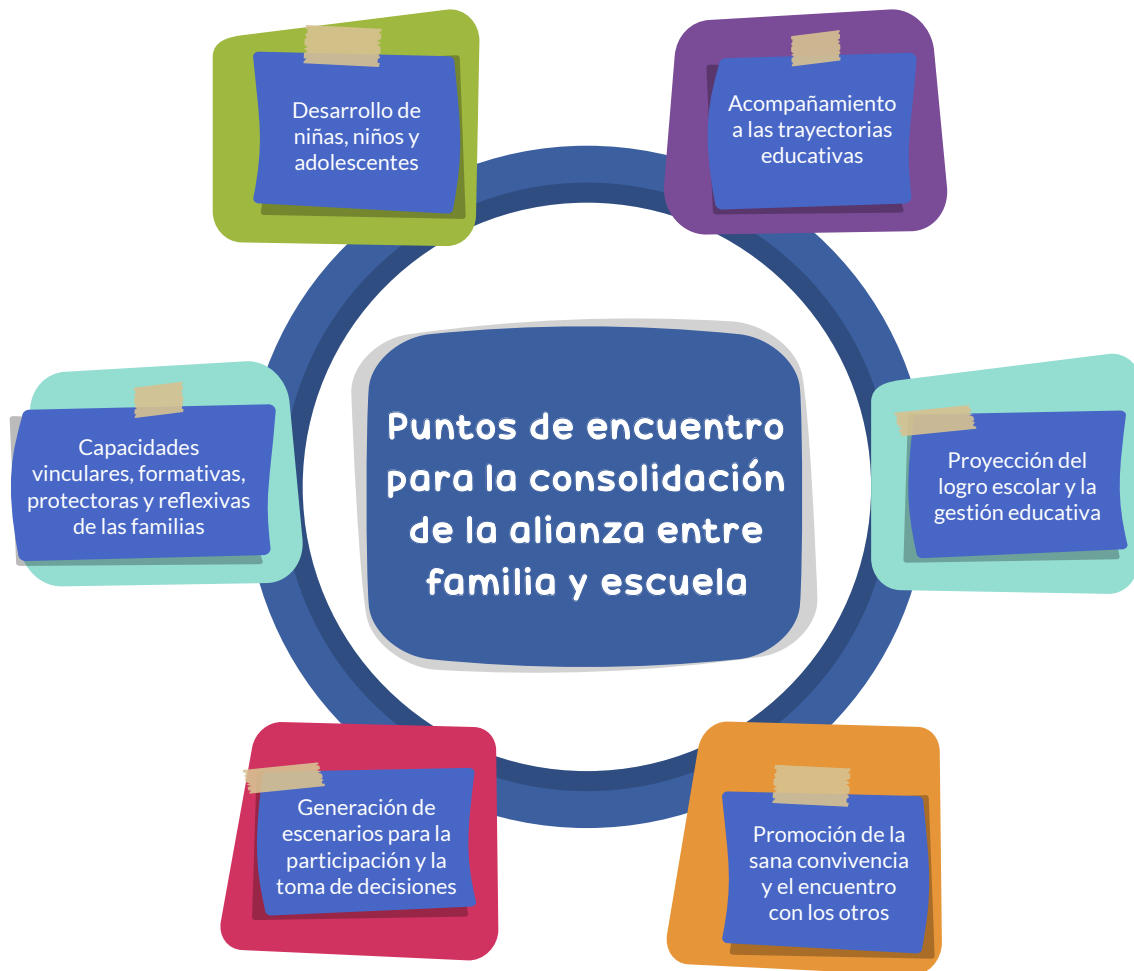 Desarrollo de
niñas, niños y
adolescentes
Acompañamiento
a las trayectorias
educativas
Puntos de encuentro
para la consolidación
de la alianza entre
familia y escuela
Capacidades
vinculares, formativas,
protectoras y reflexivas
de las familias
Proyección del
logro escolar y la
gestión educativa
Generación de
escenarios para la
participación y la
toma de decisiones
Promoción de la
sana convivencia
y el encuentro
con los otros